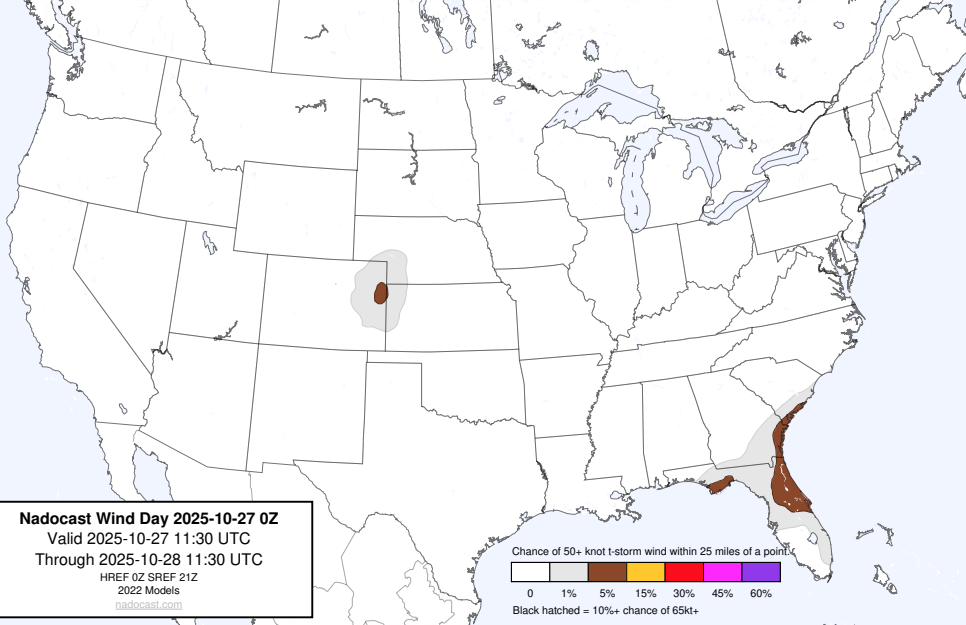 Nadocast Wind Day 2025-10-27 0Z
Valid 2025-10-27 11:30 UTC
Through 2025-10-28 11:30 UTC
HREF 0Z SREF 21Z
2022 Models
nadocast.com
Chance of 50+ knot t-storm wind within 25 miles of a point.
0 1% 5% 15% 30% 45% 60%
Black hatched = 10%+ chance of 65kt+